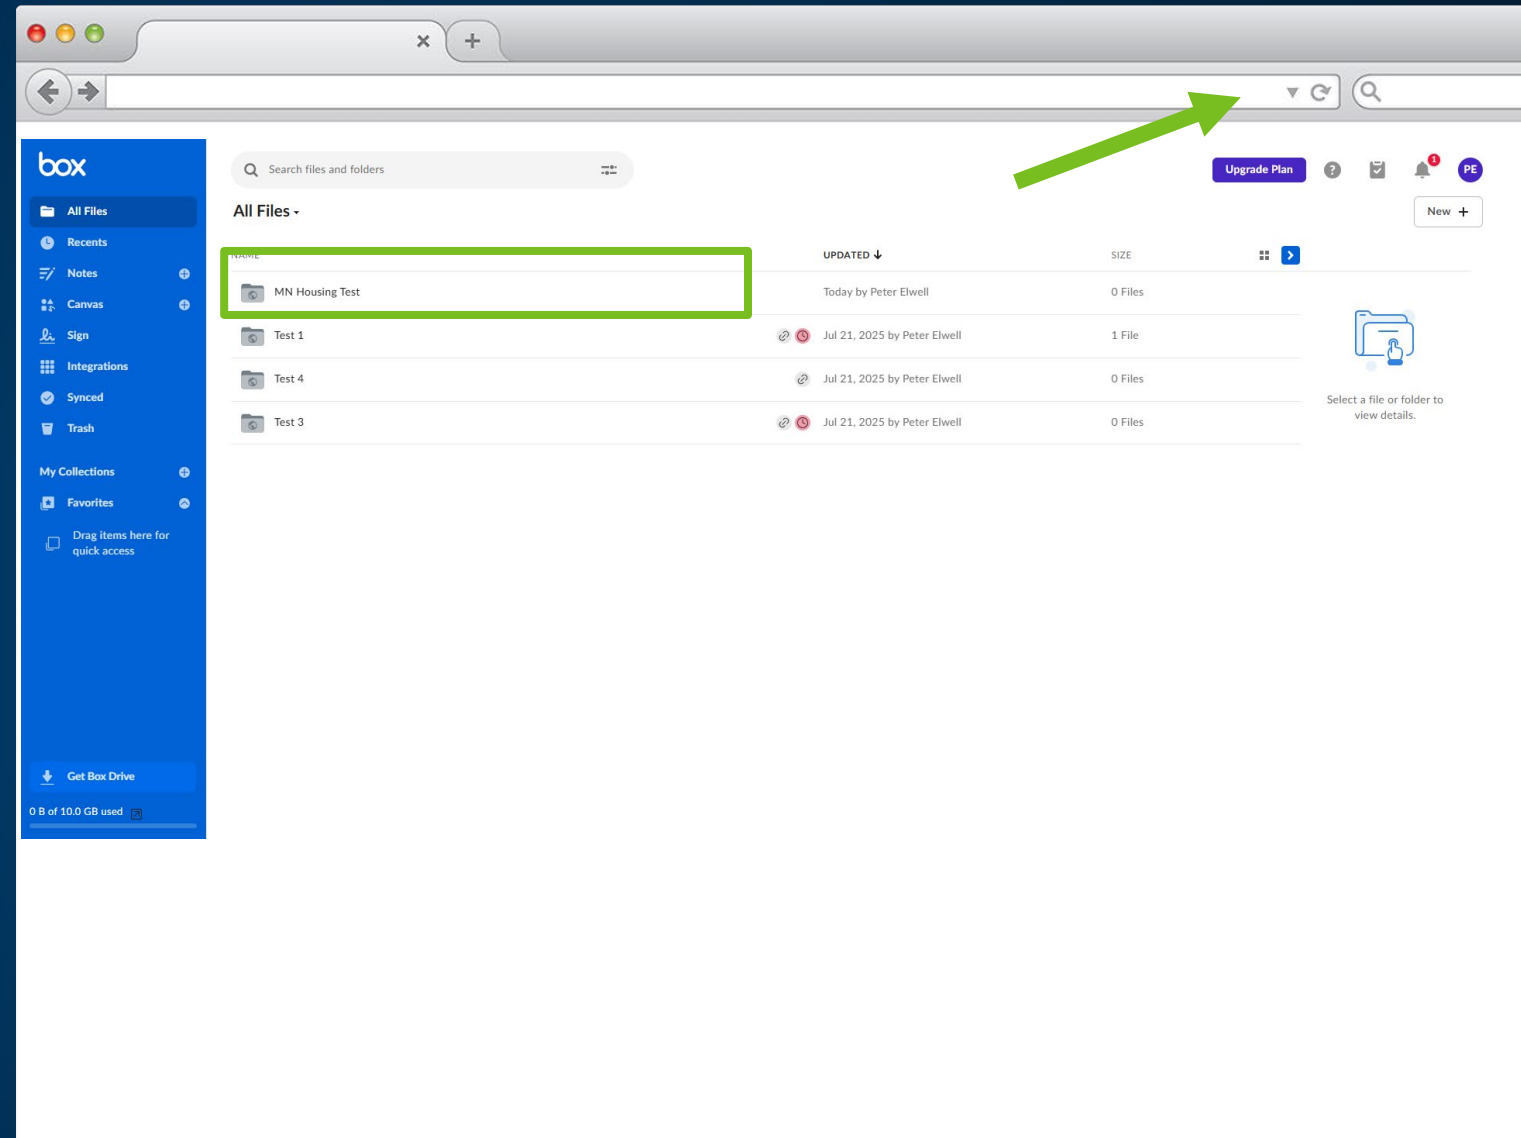 box
Search files and folders
Upgrade Plan
?
1
PE
All Files
Recents
Notes
Canvas
Sign
Integrations
Synced
Trash
My Collections
Favorites
Drag items here for
quick access
Get Box Drive
0 B of 10.0 GB used
All Files
New +
NAME UPDATED SIZE
MN Housing Test Today by Peter Elwell 0 Files
Test 1 Jul 21, 2025 by Peter Elwell 1 File
Test 4 Jul 21, 2025 by Peter Elwell 0 Files
Test 3 Jul 21, 2025 by Peter Elwell 0 Files
Select a file or folder to
view details.